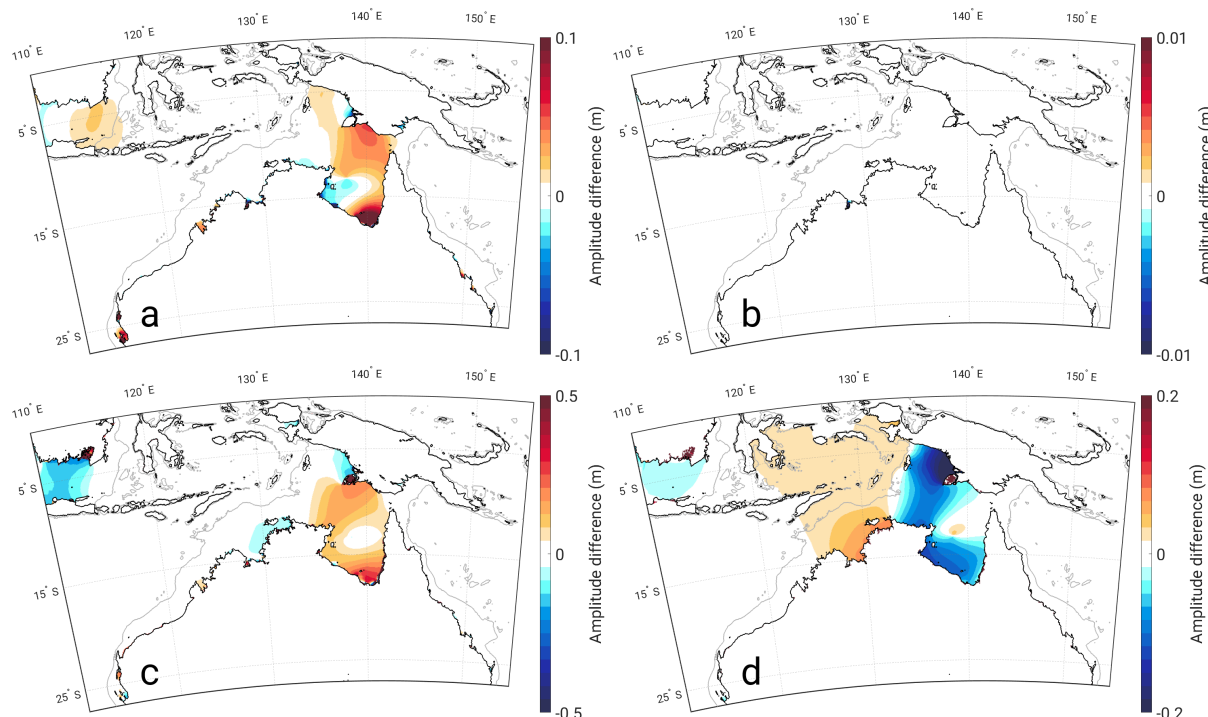 110° E
120° E
130° E
140° E
150° E
5° S
15° S
25° S
a
0.1
0
-0.1
Amplitude difference (m)
110° E
120° E
130° E
140° E
150° E
5° S
15° S
25° S
b
0.01
0
-0.01
Amplitude difference (m)
110° E
120° E
130° E
140° E
150° E
5° S
15° S
25° S
c
0.5
0
-0.5
Amplitude difference (m)
110° E
120° E
130° E
140° E
150° E
5° S
15° S
25° S
d
0.2
0
-0.2
Amplitude difference (m)